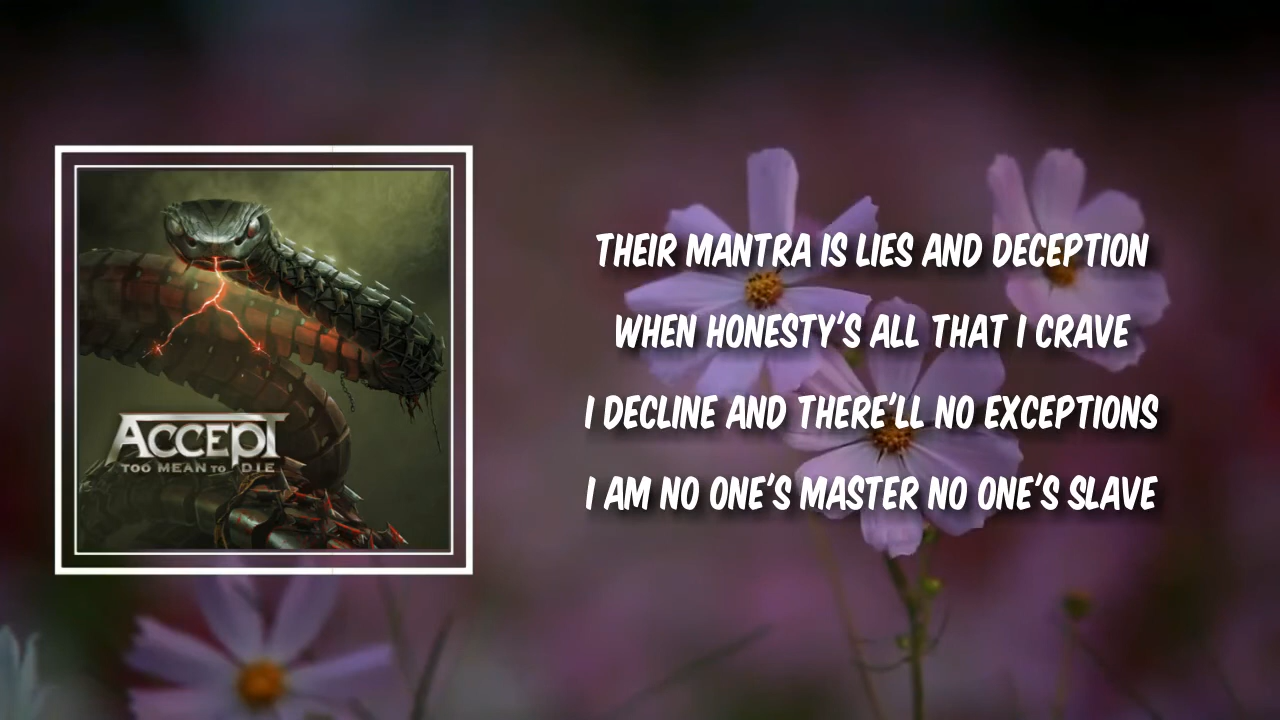 ACCEPT
TOO MEAN TO DIE
THEIR MANTRA IS LIES AND DECEPTION
WHEN HONESTY'S ALL THAT I CRAVE
I DECLINE AND THERE'LL NO EXCEPTIONS
I AM NO ONE'S MASTER NO ONE'S SLAVE